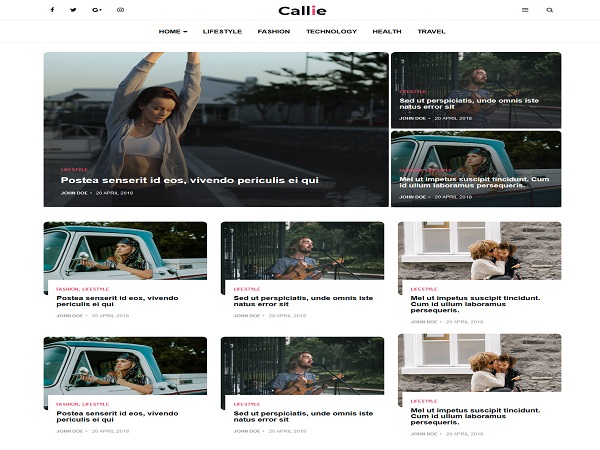 Callie
HOME LIFESTYLE FASHION TECHNOLOGY HEALTH TRAVEL
LIFESTYLE
Postea senserit id eos, vivendo periculis ei qui
JOHN DOE • 20 APRIL 2018
LIFESTYLE
Sed ut perspiciatis, unde omnis iste
natus error sit
JOHN DOE • 20 APRIL 2018
FASHION, LIFESTYLE
Mel ut impetus suscipit tincidunt. Cum
id ullum laboramus persequeris.
JOHN DOE • 20 APRIL 2018
FASHION, LIFESTYLE
Postea senserit id eos, vivendo
periculis ei qui
JOHN DOE • 20 APRIL 2018
LIFESTYLE
Sed ut perspiciatis, unde omnis iste
natus error sit
JOHN DOE • 20 APRIL 2018
LIFESTYLE
Mel ut impetus suscipit tincidunt.
Cum id ullum laboramus
persequeris.
JOHN DOE • 20 APRIL 2018
FASHION, LIFESTYLE
Postea senserit id eos, vivendo
periculis ei qui
JOHN DOE • 20 APRIL 2018
LIFESTYLE
Sed ut perspiciatis, unde omnis iste
natus error sit
JOHN DOE • 20 APRIL 2018
LIFESTYLE
Mel ut impetus suscipit tincidunt.
Cum id ullum laboramus
persequeris.
JOHN DOE • 20 APRIL 2018